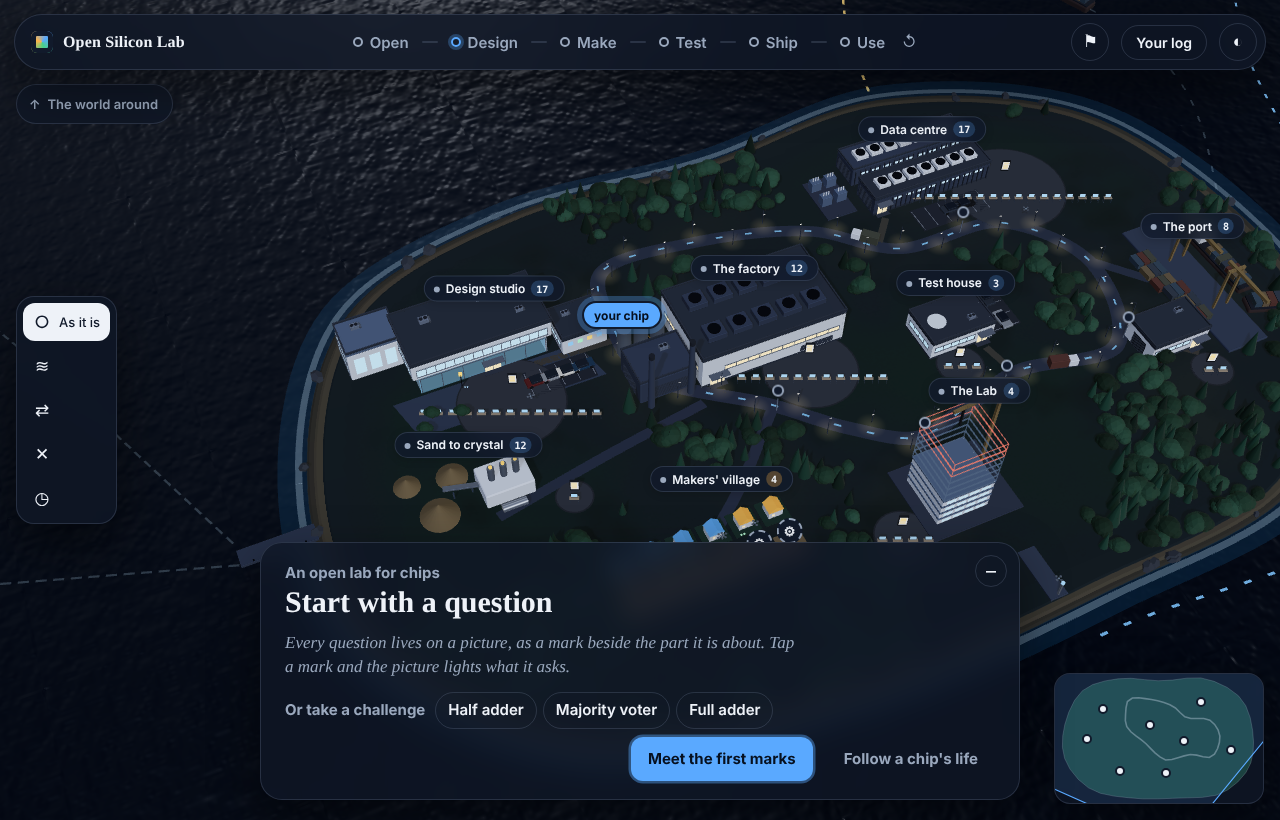 Open Silicon Lab
Open
Design
Make
Test
Ship
Use
Your log
The world around
Data centre 17
The port 8
The factory 12
Test house 3
Design studio 17
your chip
As it is
The Lab 4
Sand to crystal 12
Makers' village 4
An open lab for chips
Start with a question
Every question lives on a picture, as a mark beside the part it is about. Tap
a mark and the picture lights what it asks.
Or take a challenge
Half adder
Majority voter
Full adder
Meet the first marks
Follow a chip's life